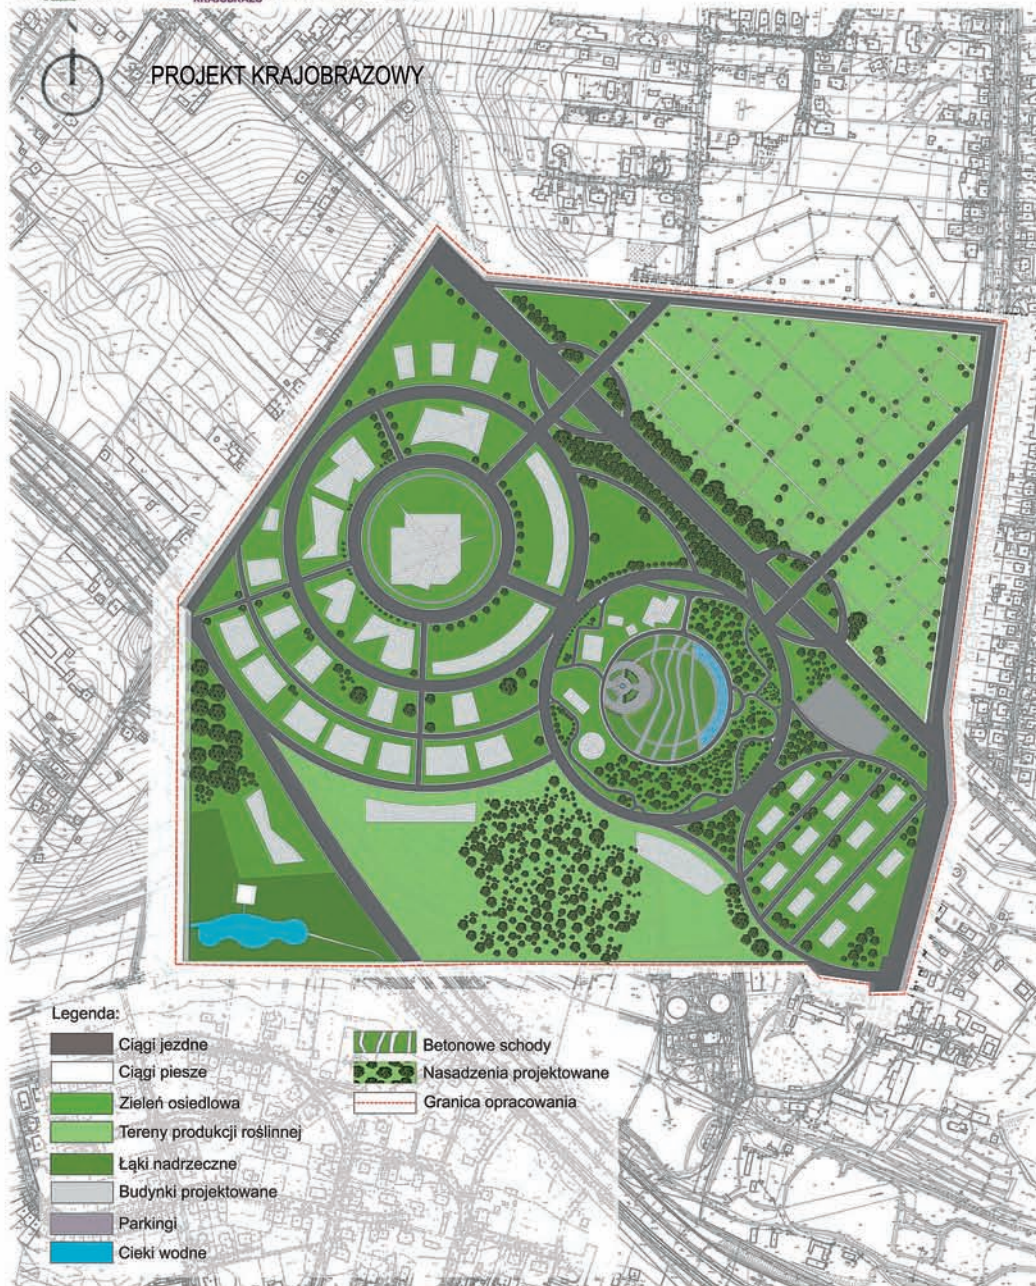 KRAJOBRAZU
N
PROJEKT KRAJOBRAZOWY
Legenda:
Ciągi jezdne
Ciągi piesze
Zieleń osiedlowa
Tereny produkcji roślinnej
Łąki nadrzeczne
Budynki projektowane
Parkingi
Cieki wodne
Betonowe schody
Nasadzenia projektowane
Granica opracowania